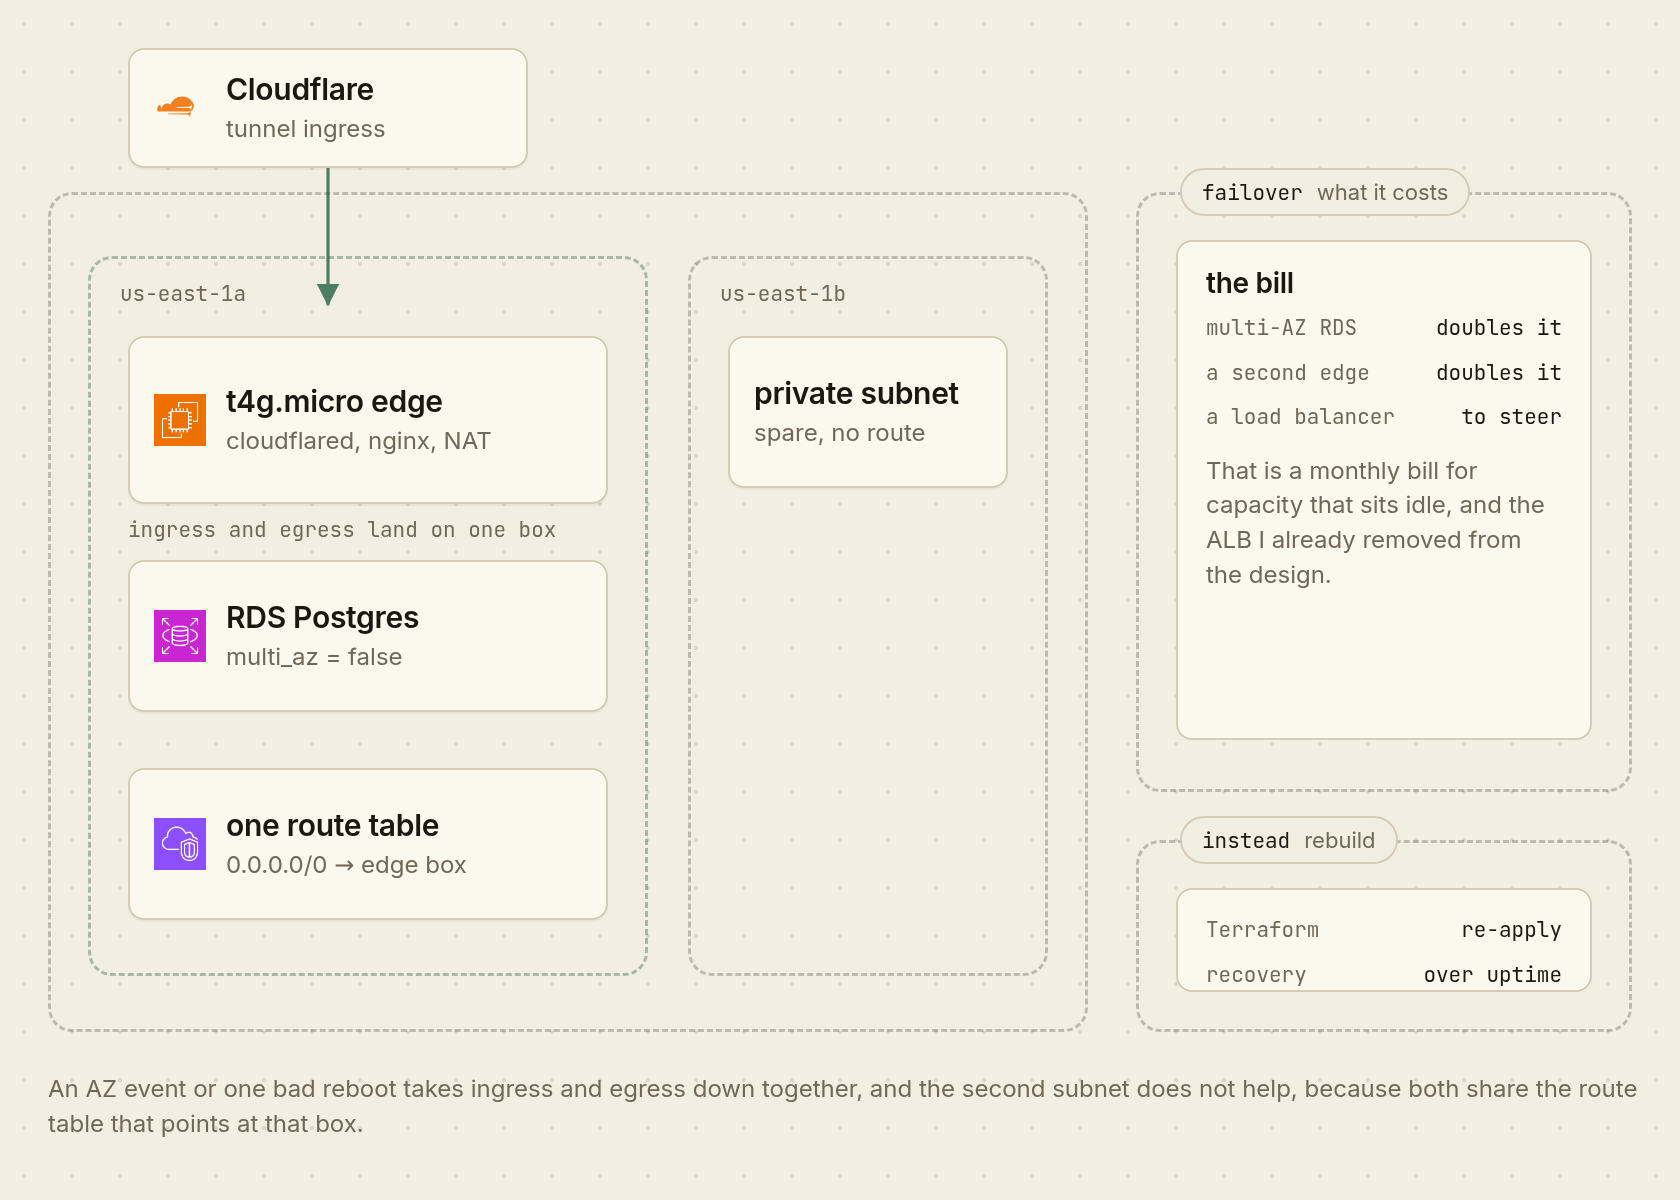 Cloudflare
tunnel ingress
us-east-1a
t4g.micro edge
cloudflared, nginx, NAT
ingress and egress land on one box
RDS Postgres
multi_az = false
one route table
0.0.0.0/0 → edge box
us-east-1b
private subnet
spare, no route
failover what it costs
the bill
multi-AZ RDS doubles it
a second edge doubles it
a load balancer to steer
That is a monthly bill for
capacity that sits idle, and the
ALB I already removed from
the design.
instead rebuild
Terraform re-apply
recovery over uptime
An AZ event or one bad reboot takes ingress and egress down together, and the second subnet does not help, because both share the route
table that points at that box.